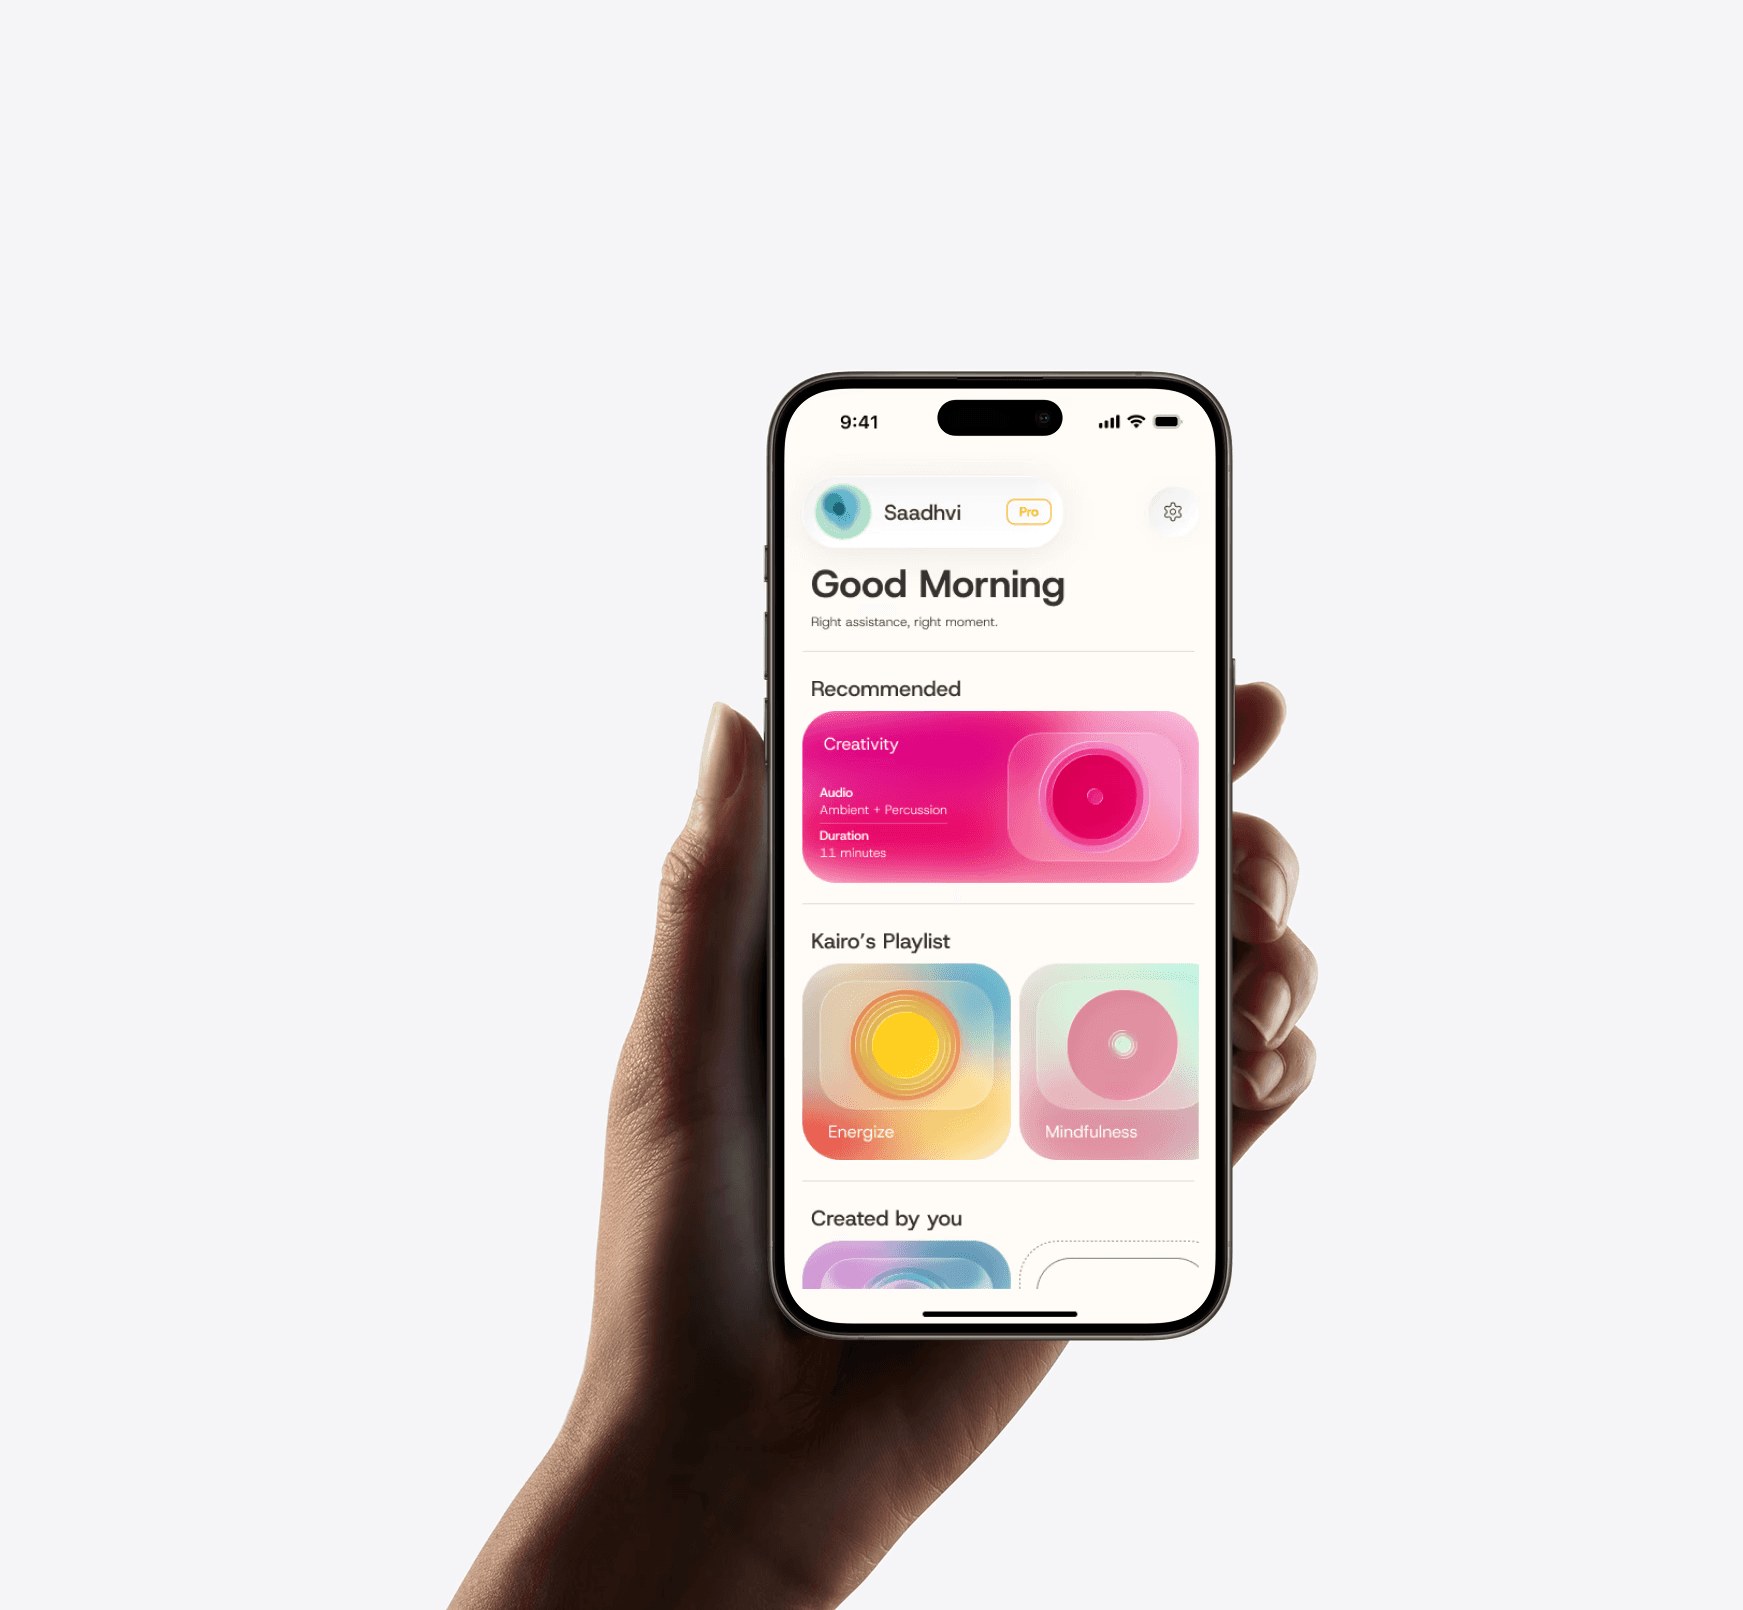 9:41
Saadhvi
Pro
Good Morning
Right assistance, right moment.
Recommended
Creativity
Audio
Ambient + Percussion
Duration
11 minutes
Kairo’s Playlist
Energize
Mindfulness
Created by you